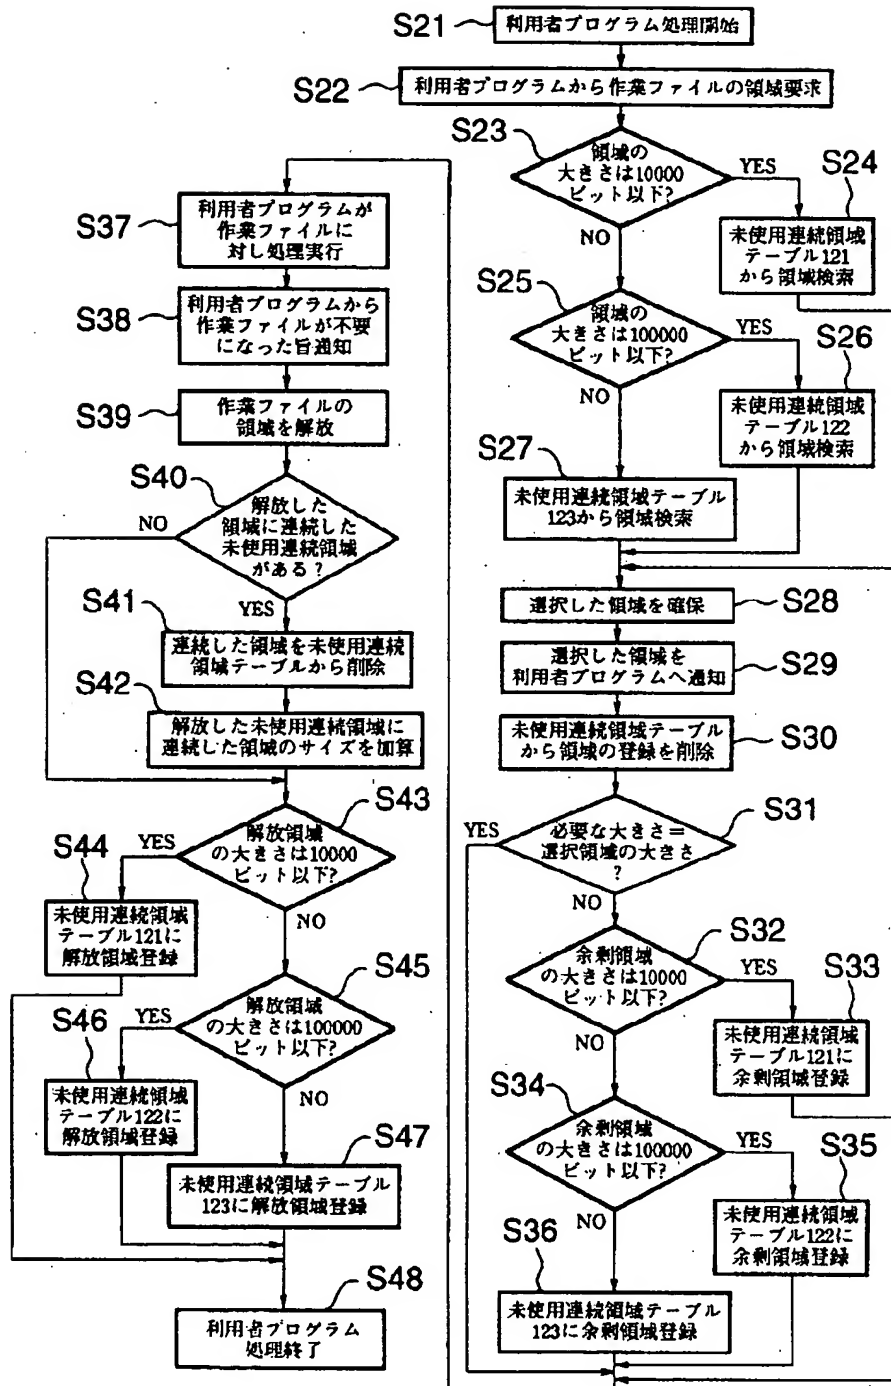 S21
利用者プログラム処理開始
S22
利用者プログラムから作業ファイルの領域要求
S23
領域の
大きさは10000
ビット以下?
YES
NO
S24
未使用連続領域
テーブル121
から領域検索
S25
領域の
大きさは100000
ビット以下?
YES
NO
S26
未使用連続領域
テーブル122
から領域検索
S27
未使用連続領域テーブル
123から領域検索
S28
選択した領域を確保
S29
選択した領域を
利用者プログラムへ通知
S30
未使用連続領域テーブル
から領域の登録を削除
S31
必要な大きさ=
選択領域の大きさ
?
YES
NO
S32
余剰領域
の大きさは10000
ビット以下?
YES
NO
S33
未使用連続領域
テーブル121に
余剰領域登録
S34
余剰領域
の大きさは100000
ビット以下?
YES
NO
S35
未使用連続領域
テーブル122に
余剰領域登録
S36
未使用連続領域テーブル
123に余剰領域登録
S37
利用者プログラムが
作業ファイルに
対し処理実行
S38
利用者プログラムから
作業ファイルが不要
になった旨通知
S39
作業ファイルの
領域を解放
S40
解放した
領域に連続した
未使用連続領域
がある?
NO
YES
S41
連続した領域を未使用連続
領域テーブルから削除
S42
解放した未使用連続領域に
連続した領域のサイズを加算
S43
解放領域
の大きさは10000
ビット以下?
YES
NO
S44
未使用連続領域
テーブル121に
解放領域登録
S45
解放領域
の大きさは100000
ビット以下?
YES
NO
S46
未使用連続領域
テーブル122に
解放領域登録
S47
未使用連続領域テーブル
123に解放領域登録
S48
利用者プログラム
処理終了